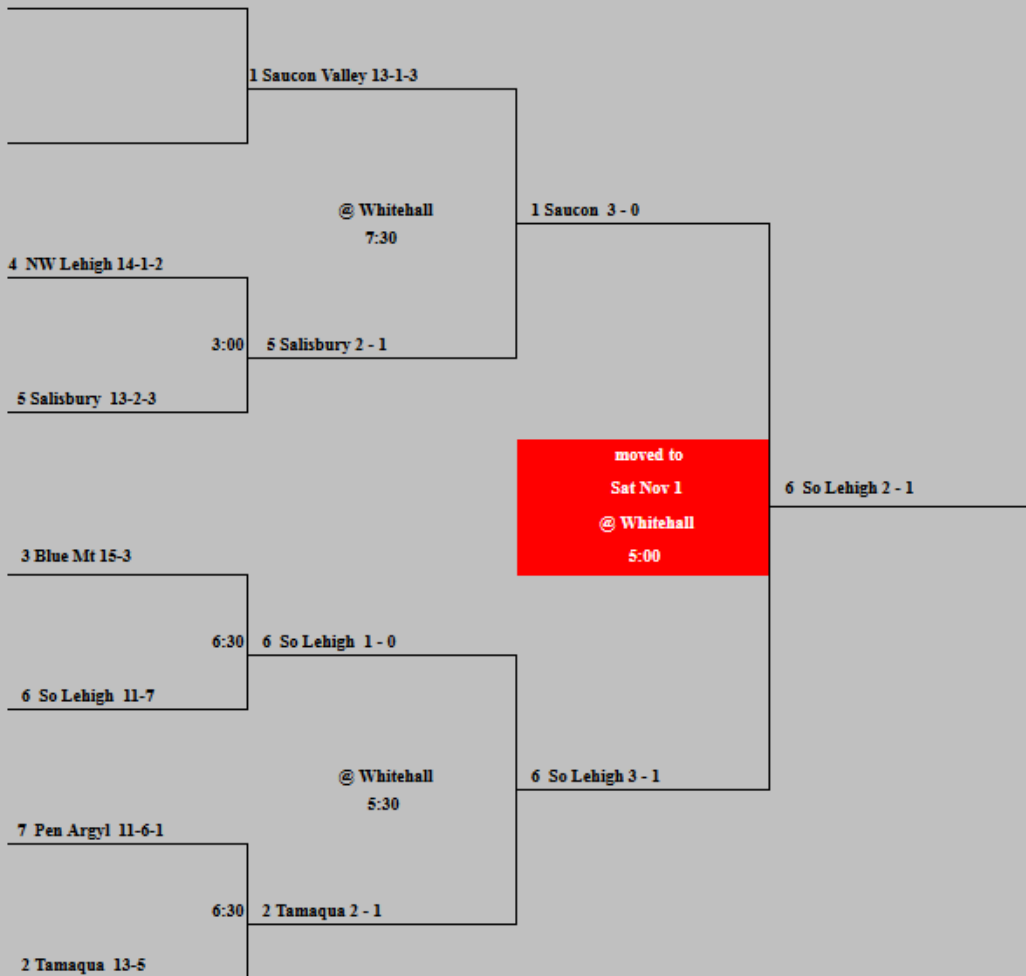 1 Saucon Valley 13-1-3
@ Whitehall
7:30
1 Saucon 3 - 0
4 NW Lehigh 14-1-2
3:00
5 Salisbury 2 - 1
5 Salisbury 13-2-3
moved to
Sat Nov 1
@ Whitehall
5:00
6 So Lehigh 2 - 1
3 Blue Mt 15-3
6:30
6 So Lehigh 1 - 0
6 So Lehigh 11-7
@ Whitehall
5:30
6 So Lehigh 3 - 1
7 Pen Argyl 11-6-1
6:30
2 Tamaqua 2 - 1
2 Tamaqua 13-5